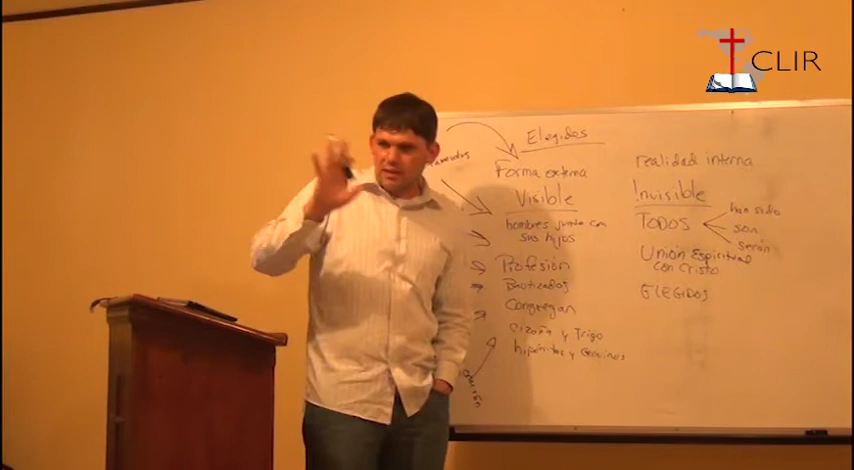 CLIR
Elegidos
Forma externa
Visible
hombres junto con
sus hijos
Profesión
Bautizados
Congregan
cizaña y Trigo
hipócritas y Genuinos
realidad interna
Invisible
TODOS
han sido
son
serán
Unión Espiritual
con Cristo
ELEGIDOS